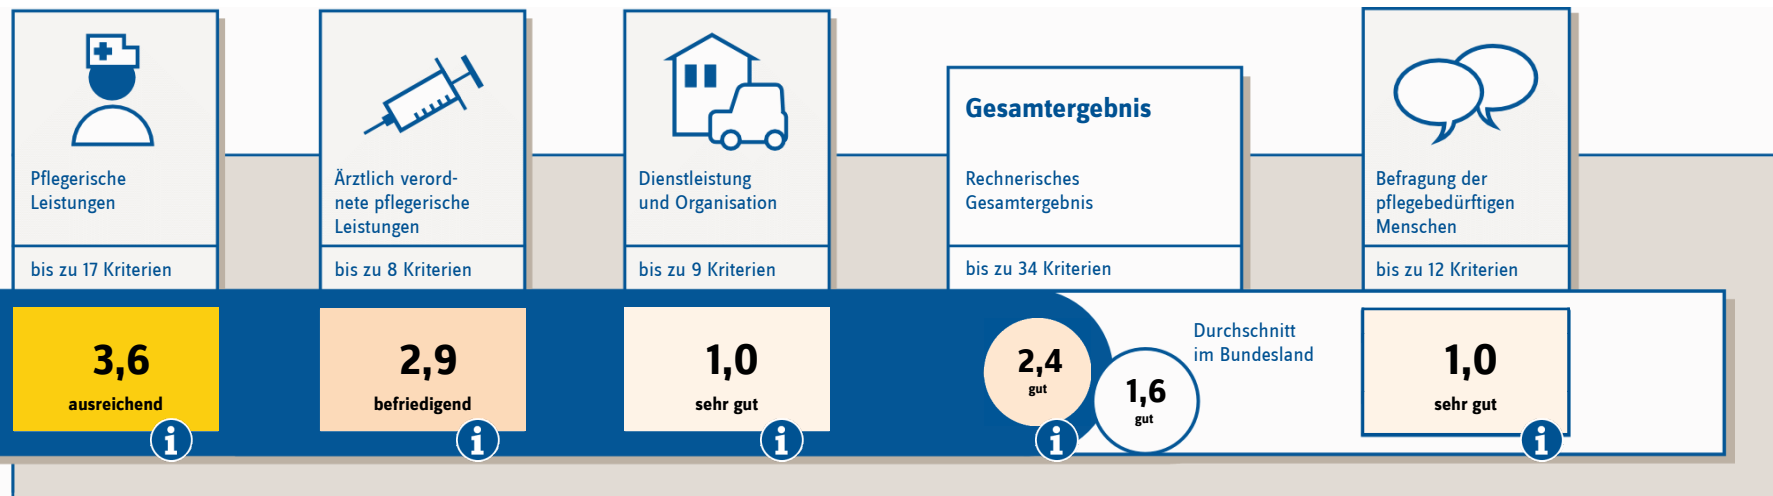 Pflegerische
Leistungen
bis zu 17 Kriterien
3,6
ausreichend
i
Ärztlich verord-
nete pflegerische
Leistungen
bis zu 8 Kriterien
2,9
befriedigend
i
Dienstleistung
und Organisation
bis zu 9 Kriterien
1,0
sehr gut
i
Gesamtergebnis
Rechnerisches
Gesamtergebnis
bis zu 34 Kriterien
2,4
gut
i
1,6
gut
Durchschnitt
im Bundesland
Befragung der
pflegebedürftigen
Menschen
bis zu 12 Kriterien
1,0
sehr gut
i